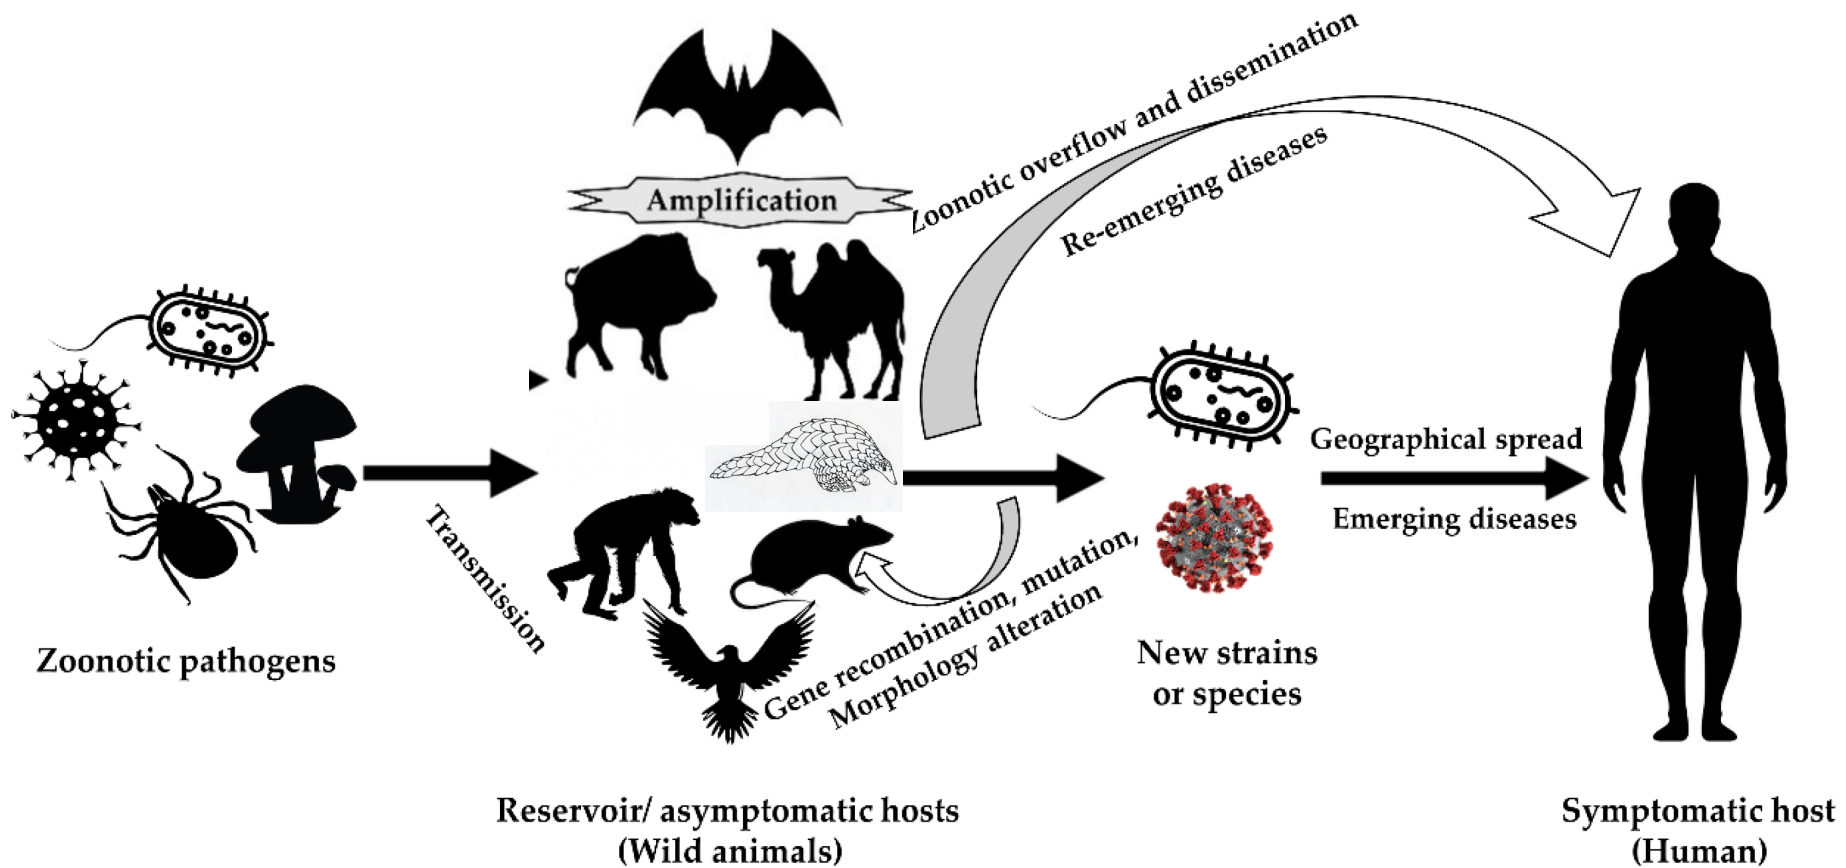 Amplification
Zoonotic overflow and dissemination
Re-emerging diseases
Transmission
Gene recombination, mutation,
Morphology alteration
Geographical spread
Emerging diseases
Zoonotic pathogens
New strains
or species
Reservoir/ asymptomatic hosts
(Wild animals)
Symptomatic host
(Human)